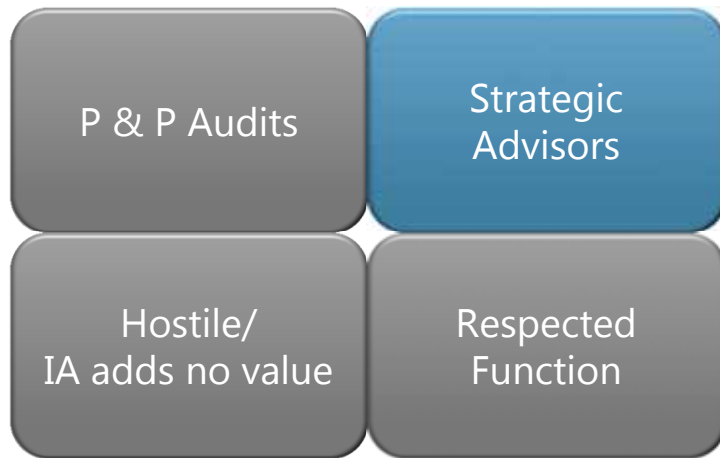 P & P Audits
Strategic
Advisors
Hostile/
IA adds no value
Respected
Function